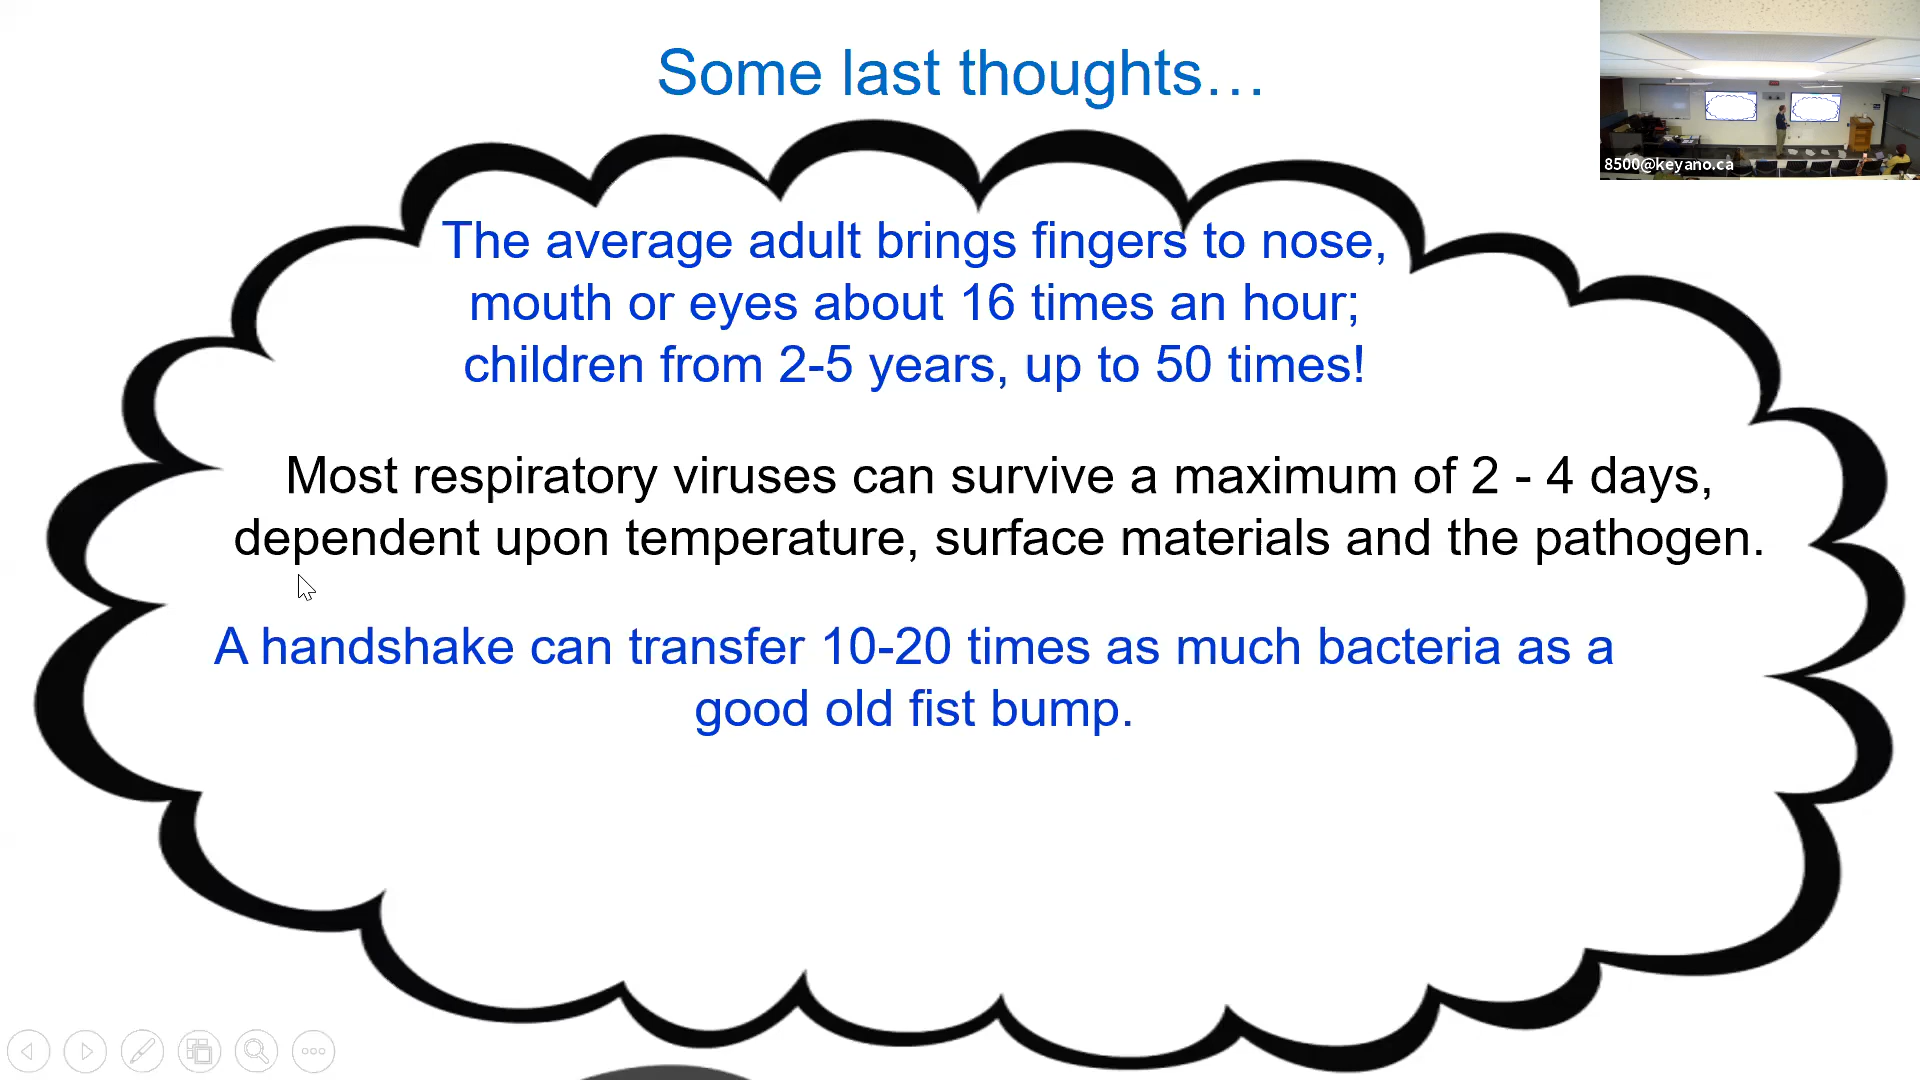 Some last thoughts…
8500@keyano.ca
The average adult brings fingers to nose,
mouth or eyes about 16 times an hour;
children from 2-5 years, up to 50 times!
Most respiratory viruses can survive a maximum of 2 - 4 days,
dependent upon temperature, surface materials and the pathogen.
A handshake can transfer 10-20 times as much bacteria as a
good old fist bump.